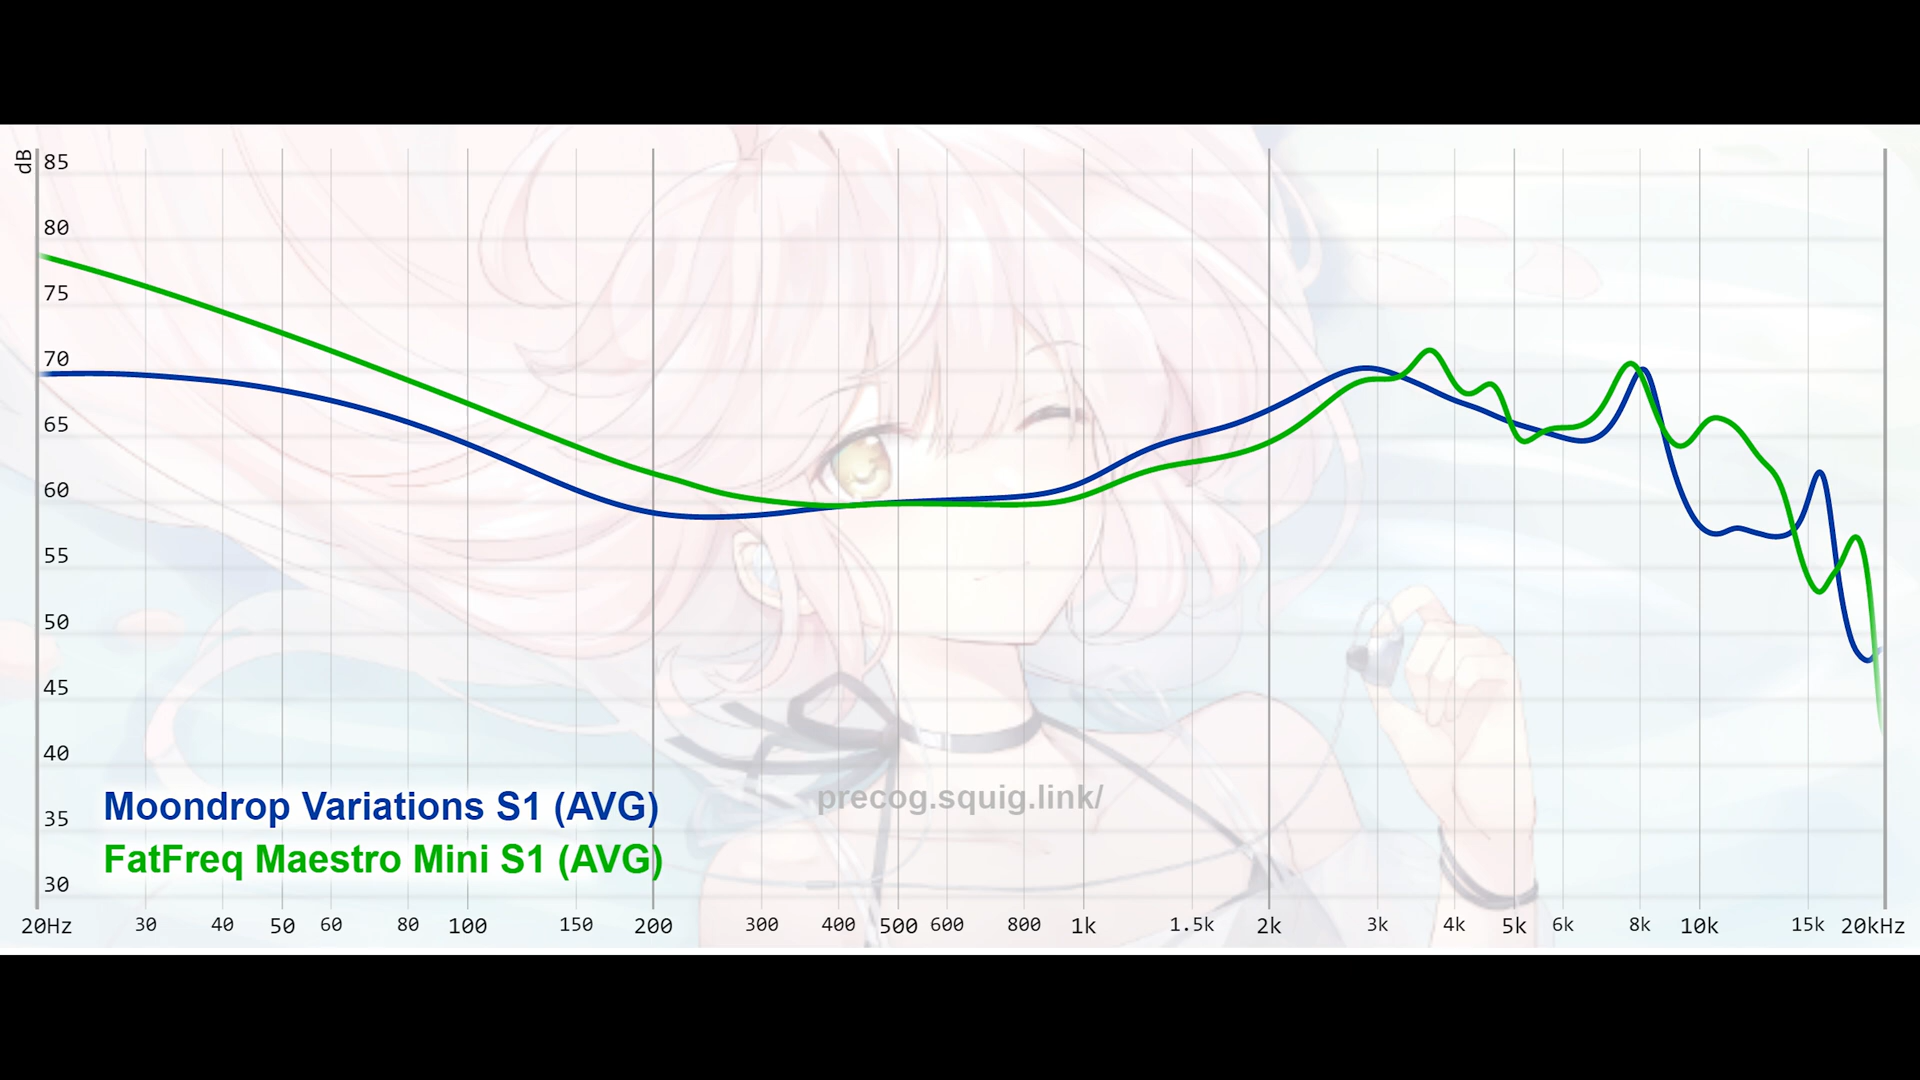 dB
85
80
75
70
65
60
55
50
45
40
35
30
Moondrop Variations S1 (AVG)
FatFreq Maestro Mini S1 (AVG)
precog.squig.link/
20Hz 30 40 50 60 80 100 150 200 300 400 500 600 800 1k 1.5k 2k 3k 4k 5k 6k 8k 10k 15k 20kHz